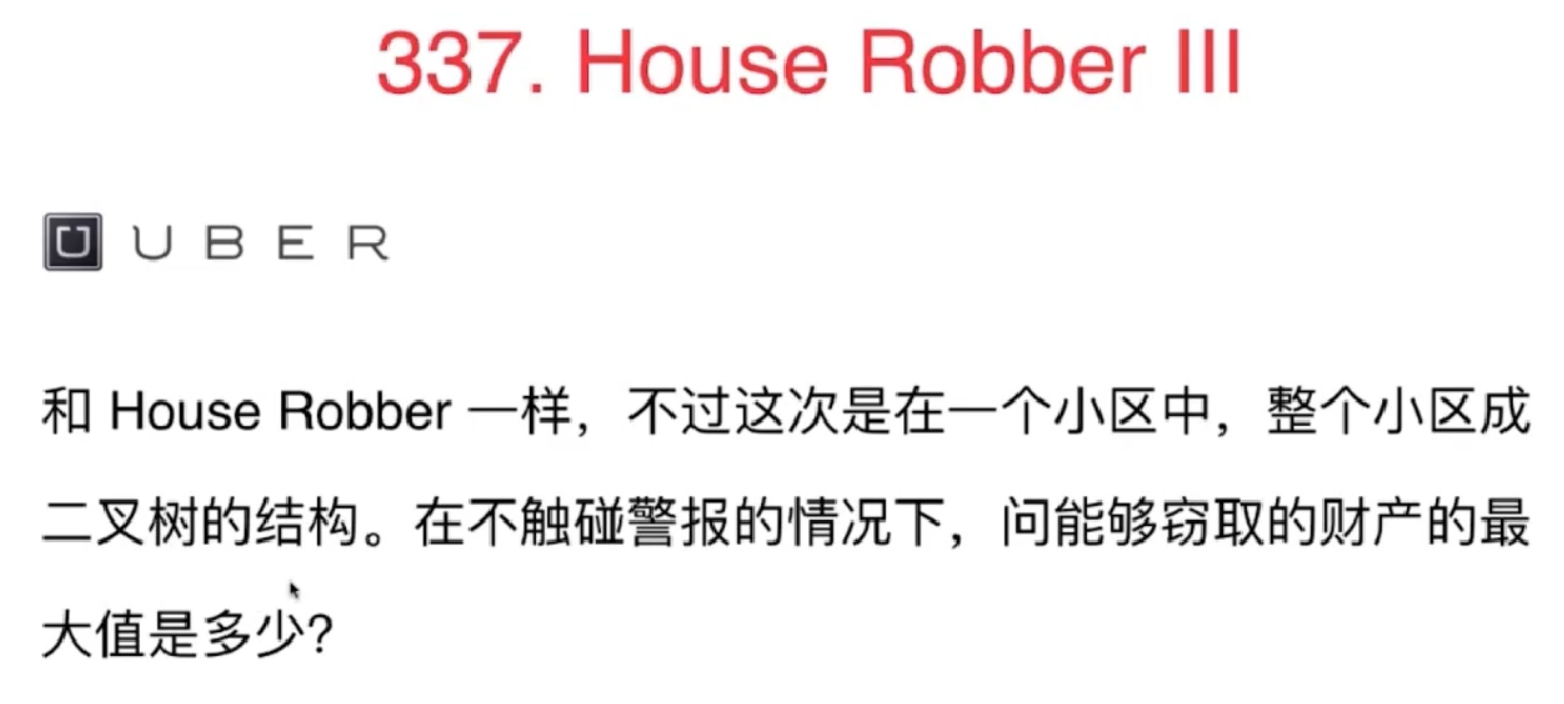 337. House Robber III
UBER
和 House Robber 一样，不过这次是在一个小区中，整个小区成
二叉树的结构。在不触碰警报的情况下，问能够窃取的财产的最
大值是多少？